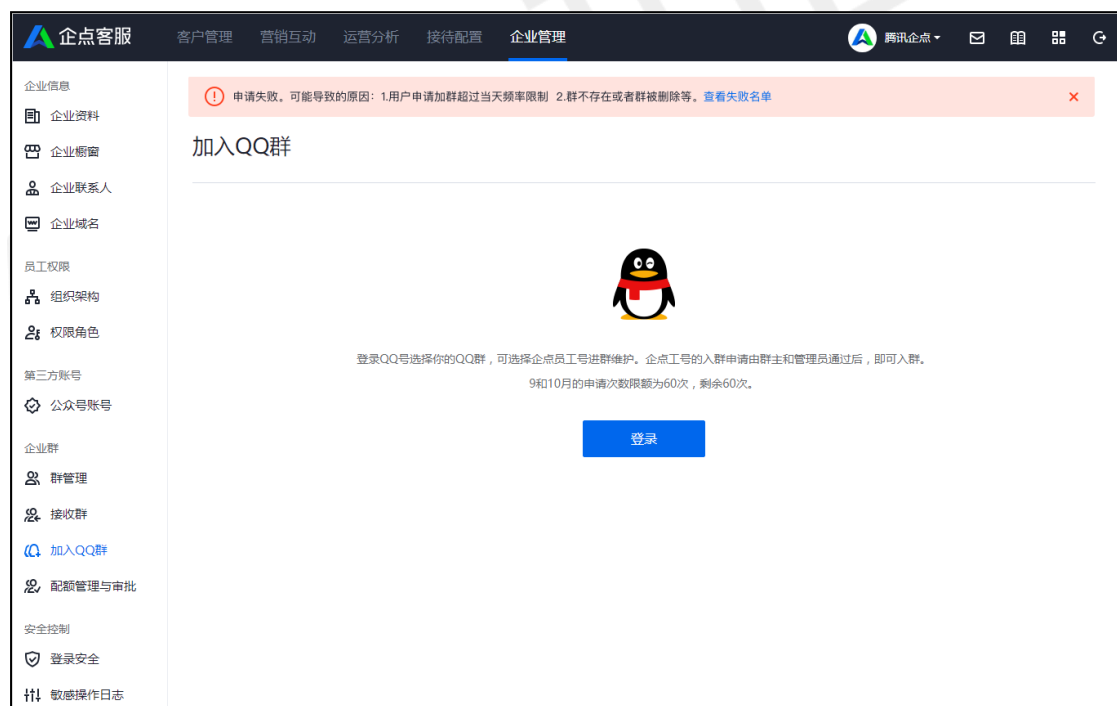 企点客服
客户管理 营销互动 运营分析 接待配置 企业管理
腾讯企点
企业信息
企业资料
企业橱窗
企业联系人
企业域名
员工权限
组织架构
权限角色
第三方账号
公众号账号
企业群
群管理
接收群
加入QQ群
配额管理与审批
安全控制
登录安全
敏感操作日志
申请失败。可能导致的原因：1.用户申请加群超过当天频率限制 2.群不存在或者群被删除等。查看失败名单
加入QQ群
登录QQ号选择你的QQ群，可选择企点员工号进群维护。企点工号的入群申请由群主和管理员通过后，即可入群。
9和10月的申请次数限额为60次，剩余60次。
登录